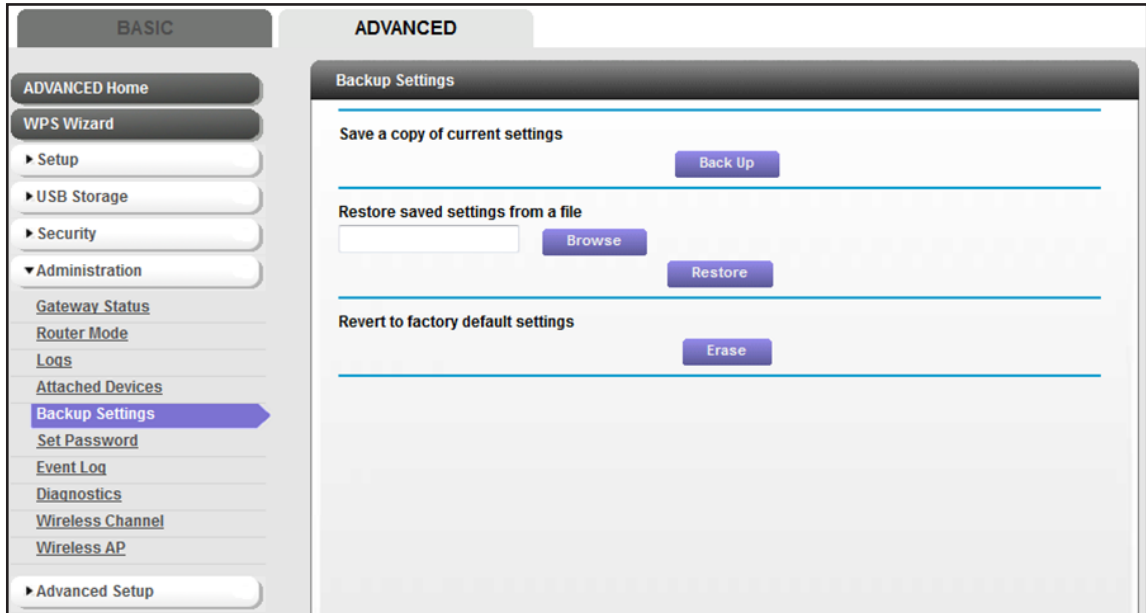 BASIC
ADVANCED
ADVANCED Home
WPS Wizard
Setup
USB Storage
Security
Administration
Gateway Status
Router Mode
Logs
Attached Devices
Backup Settings
Set Password
Event Log
Diagnostics
Wireless Channel
Wireless AP
Advanced Setup
Backup Settings
Save a copy of current settings
Back Up
Restore saved settings from a file
Browse
Restore
Revert to factory default settings
Erase